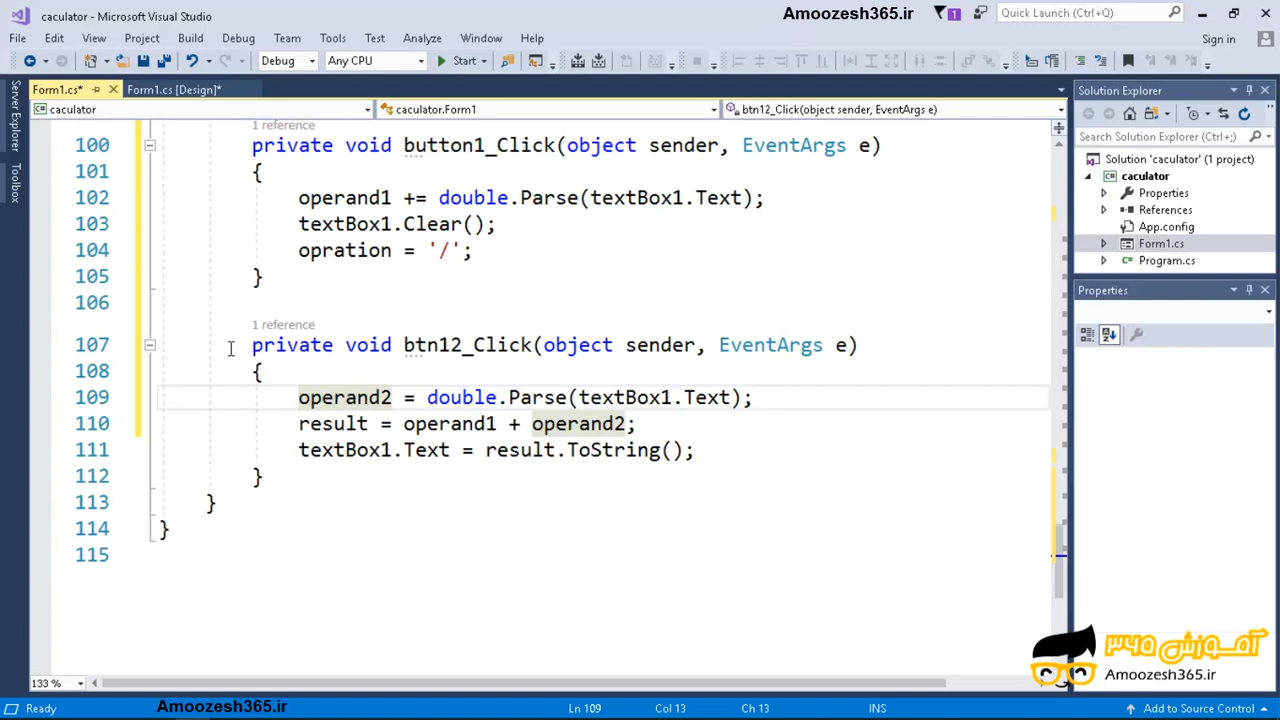 caculator - Microsoft Visual Studio
Amoozesh365.ir
1
Quick Launch (Ctrl+Q)
File Edit View Project Build Debug Team Tools Test Analyze Window Help
Sign in
Debug Any CPU Start
Form1.cs* Form1.cs [Design]*
caculator caculator.Form1 btn12_Click(object sender, EventArgs e)
Server Explorer
Toolbox
1 reference
100 private void button1_Click(object sender, EventArgs e)
101 {
102 operand1 += double.Parse(textBox1.Text);
103 textBox1.Clear();
104 opration = '/';
105 }
106
1 reference
107 private void btn12_Click(object sender, EventArgs e)
108 {
109 operand2 = double.Parse(textBox1.Text);
110 result = operand1 + operand2;
111 textBox1.Text = result.ToString();
112 }
113 }
114 }
115
133 %
Solution Explorer
Search Solution Explorer (Ctrl+;)
Solution 'caculator' (1 project)
caculator
Properties
References
App.config
Form1.cs
Program.cs
Properties
آموزش ۳۶۵
Amoozesh365.ir
Ready
Amoozesh365.ir
Ln 109 Col 13 Ch 13 INS
Add to Source Control